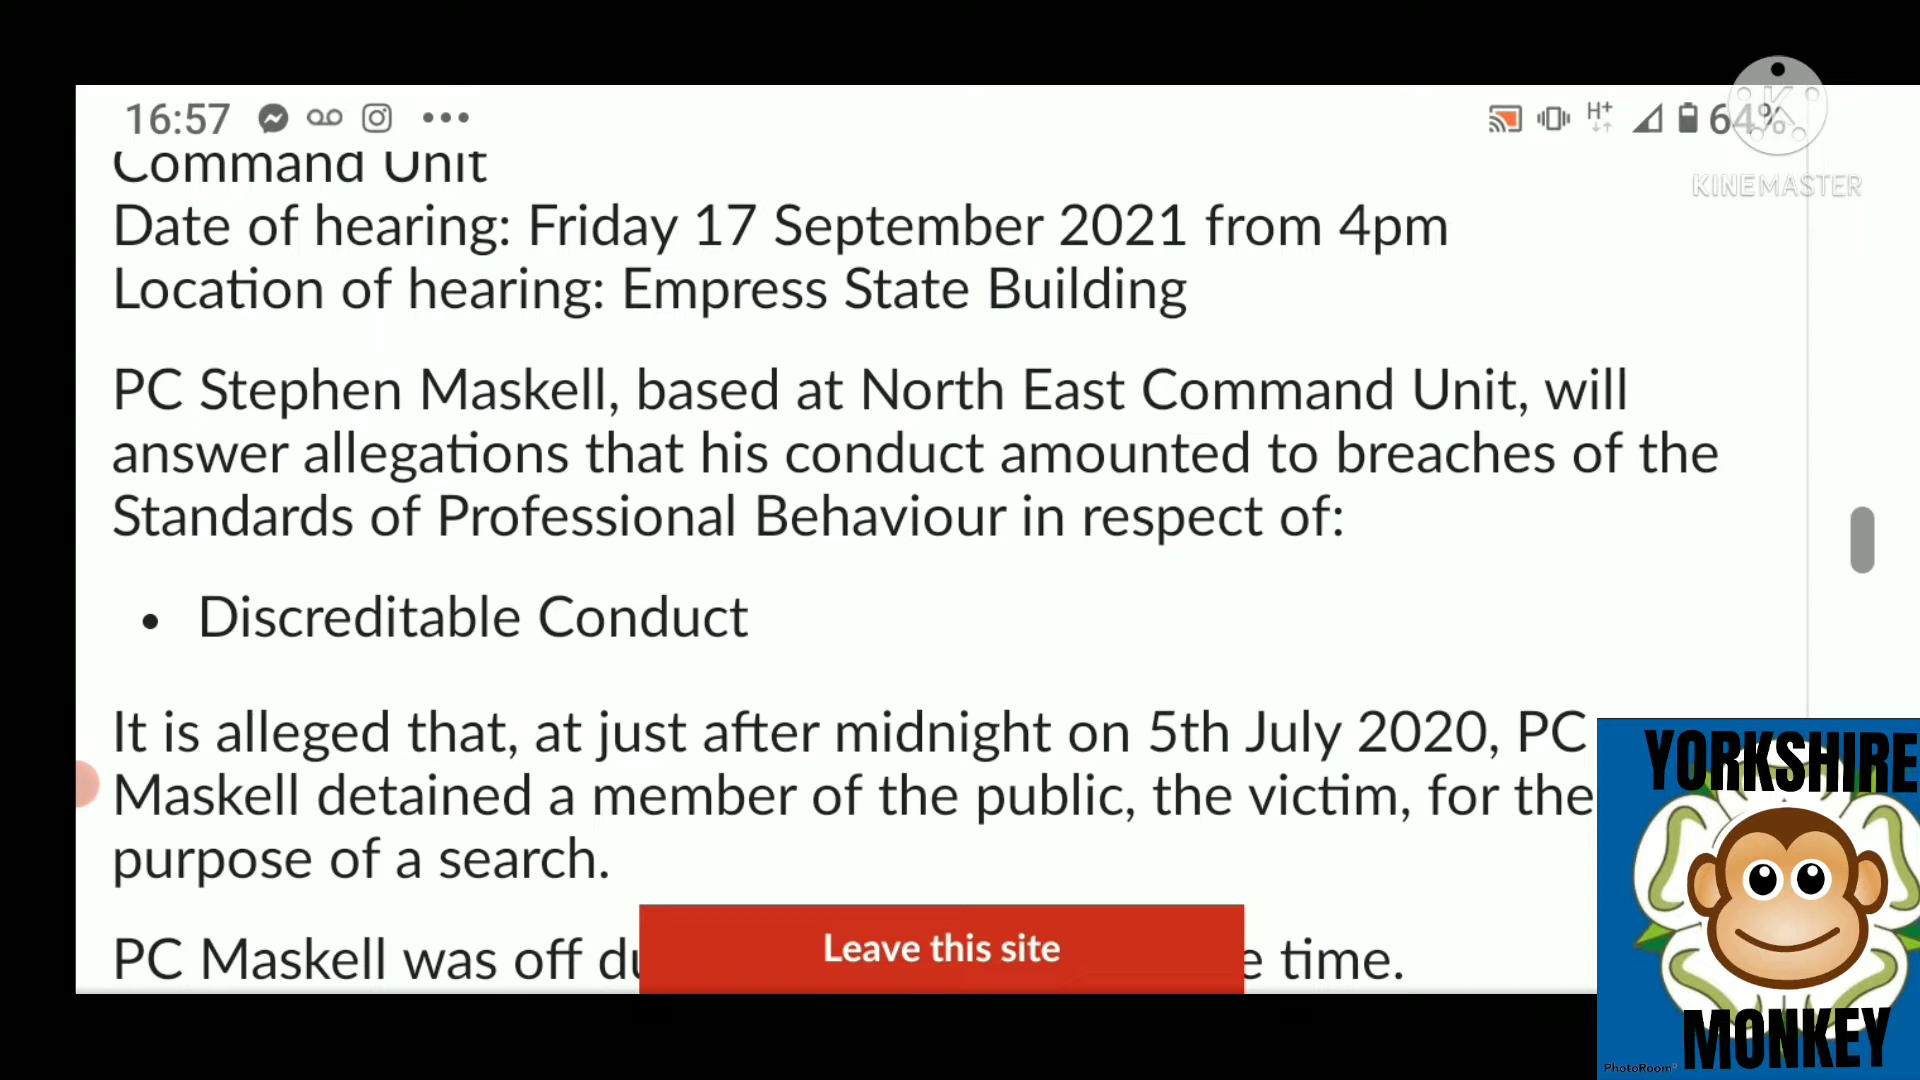 16:57
H+
64%
KINEMASTER
Command Unit
Date of hearing: Friday 17 September 2021 from 4pm
Location of hearing: Empress State Building
PC Stephen Maskell, based at North East Command Unit, will
answer allegations that his conduct amounted to breaches of the
Standards of Professional Behaviour in respect of:
• Discreditable Conduct
It is alleged that, at just after midnight on 5th July 2020, PC
Maskell detained a member of the public, the victim, for the
purpose of a search.
PC Maskell was off
time.
Leave this site
YORKSHIRE
MONKEY
PhotoRoom